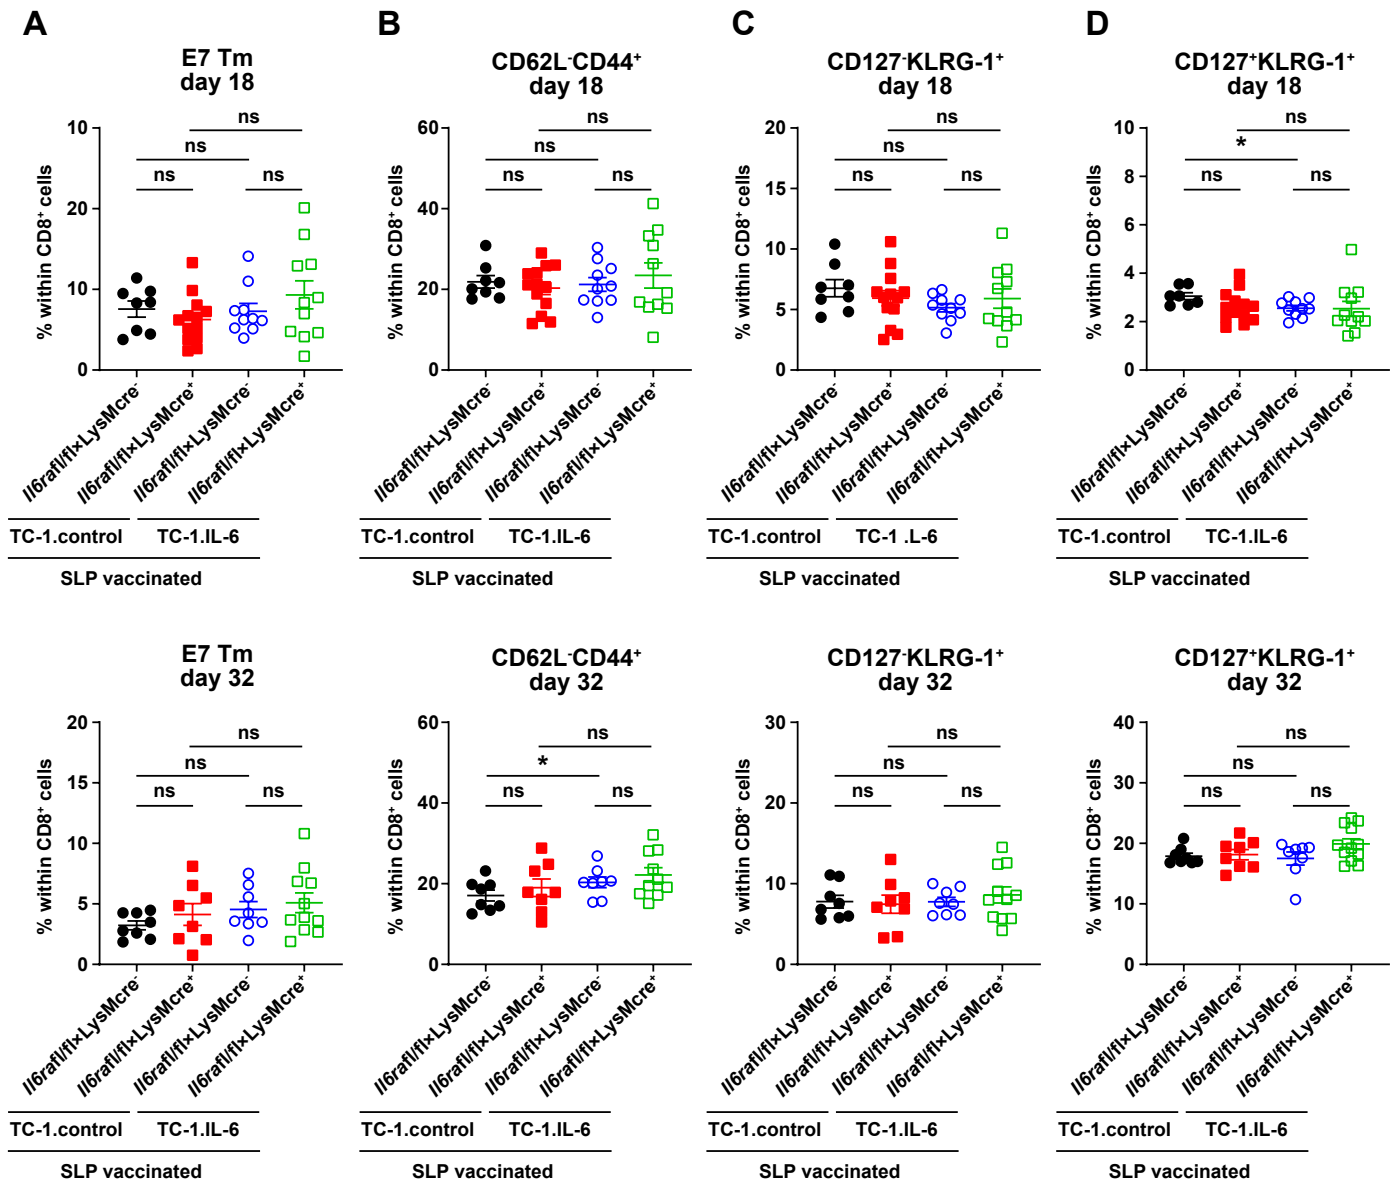 A
B
C
D
E7 Tm
day 18
CD62L⁻CD44⁺
day 18
CD127⁻KLRG-1⁺
day 18
CD127⁺KLRG-1⁺
day 18
% within CD8⁺ cells
10
20
10
0
ns
ns
ns
ns
% within CD8⁺ cells
60
40
20
0
ns
ns
ns
ns
% within CD8⁺ cells
20
15
10
5
0
ns
ns
ns
ns
% within CD8⁺ cells
10
8
6
4
2
0
ns
*
ns
ns
Il6rafl/fl×LysMcre⁻
Il6rafl/fl×LysMcre⁺
Il6rafl/fl×LysMcre⁻
Il6rafl/fl×LysMcre⁺
Il6rafl/fl×LysMcre⁻
Il6rafl/fl×LysMcre⁺
Il6rafl/fl×LysMcre⁻
Il6rafl/fl×LysMcre⁺
Il6rafl/fl×LysMcre⁻
Il6rafl/fl×LysMcre⁺
Il6rafl/fl×LysMcre⁻
Il6rafl/fl×LysMcre⁺
Il6rafl/fl×LysMcre⁻
Il6rafl/fl×LysMcre⁺
Il6rafl/fl×LysMcre⁻
Il6rafl/fl×LysMcre⁺
TC-1.control TC-1.IL-6
TC-1.control TC-1.IL-6
TC-1.control TC-1 .L-6
TC-1.control TC-1.IL-6
SLP vaccinated
SLP vaccinated
SLP vaccinated
SLP vaccinated
E7 Tm
day 32
CD62L⁻CD44⁺
day 32
CD127⁻KLRG-1⁺
day 32
CD127⁺KLRG-1⁺
day 32
% within CD8⁺ cells
20
15
10
5
0
ns
ns
ns
ns
% within CD8⁺ cells
60
40
20
0
ns
*
ns
ns
% within CD8⁺ cells
30
20
10
0
ns
ns
ns
ns
% within CD8⁺ cells
40
30
20
10
0
ns
ns
ns
ns
Il6rafl/fl×LysMcre⁻
Il6rafl/fl×LysMcre⁺
Il6rafl/fl×LysMcre⁻
Il6rafl/fl×LysMcre⁺
Il6rafl/fl×LysMcre⁻
Il6rafl/fl×LysMcre⁺
Il6rafl/fl×LysMcre⁻
Il6rafl/fl×LysMcre⁺
Il6rafl/fl×LysMcre⁻
Il6rafl/fl×LysMcre⁺
Il6rafl/fl×LysMcre⁻
Il6rafl/fl×LysMcre⁺
Il6rafl/fl×LysMcre⁻
Il6rafl/fl×LysMcre⁺
Il6rafl/fl×LysMcre⁻
Il6rafl/fl×LysMcre⁺
TC-1.control TC-1.IL-6
TC-1.control TC-1.IL-6
TC-1.control TC-1.IL-6
TC-1.control TC-1.IL-6
SLP vaccinated
SLP vaccinated
SLP vaccinated
SLP vaccinated